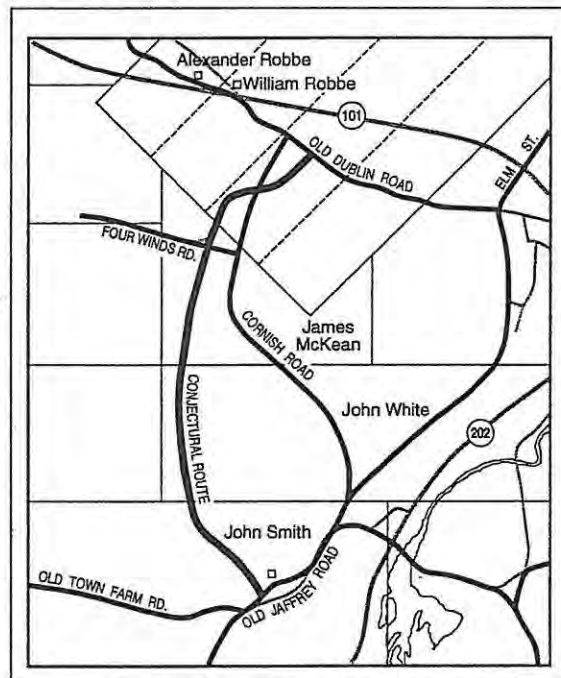 Alexander Robbe
William Robbe
101
OLD DUBLIN ROAD
ELM ST.
FOUR WINDS RD.
James
McKean
CORNISH ROAD
CONJECTURAL ROUTE
John White
202
John Smith
OLD TOWN FARM RD.
OLD JAFFREY ROAD